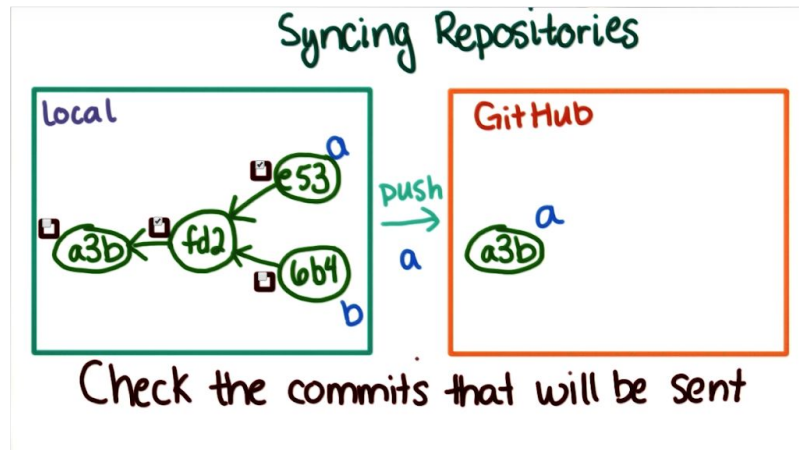 Syncing Repositories
local
GitHub
a
e53
push
a3b
fd2
a
6b4
b
a
a3b
Check the commits that will be sent